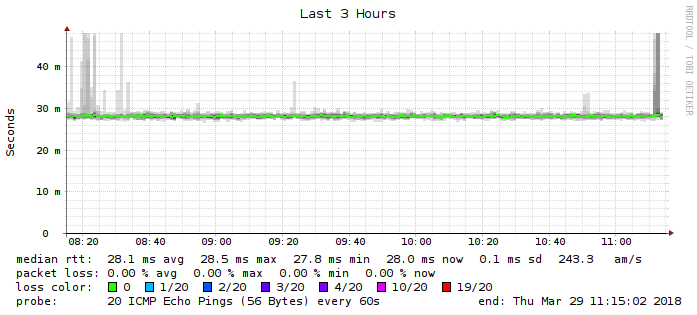 Last 3 Hours
RRDTOOL / TOBI OETIKER
Seconds
40 m
30 m
20 m
10 m
0
08:20 08:40 09:00 09:20 09:40 10:00 10:20 10:40 11:00
median rtt: 28.1 ms avg 28.5 ms max 27.8 ms min 28.0 ms now 0.1 ms sd 243.3 am/s
packet loss: 0.00 % avg 0.00 % max 0.00 % min 0.00 % now
loss color: 0 1/20 2/20 3/20 4/20 10/20 19/20
probe: 20 ICMP Echo Pings (56 Bytes) every 60s end: Thu Mar 29 11:15:02 2018